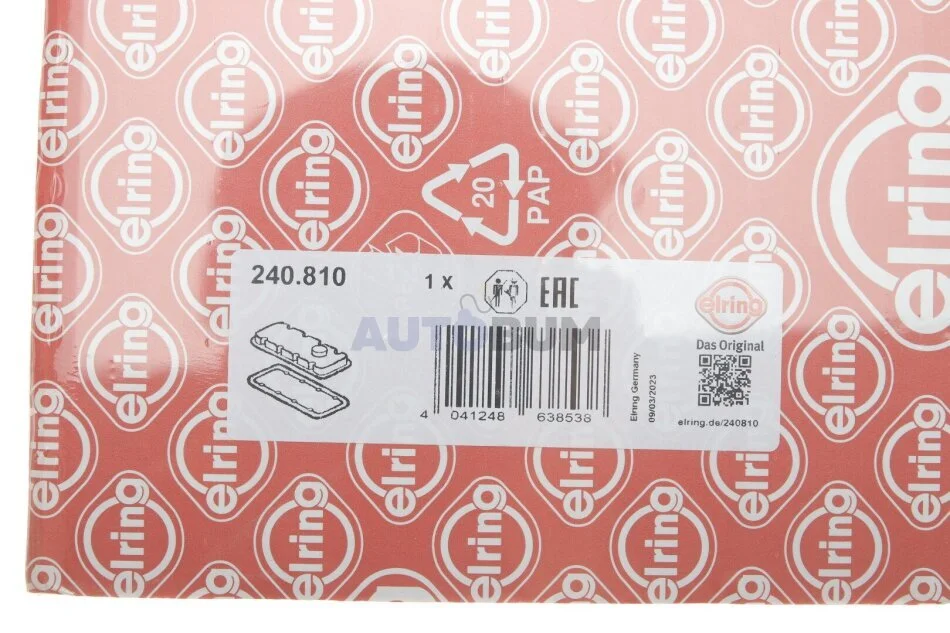 elring
20
PAP
240.810
1 x
EAC
elring
Das Original
AUTOBUM
4 041248 638538
Elring Germany
09/03/2023
elring.de/240810